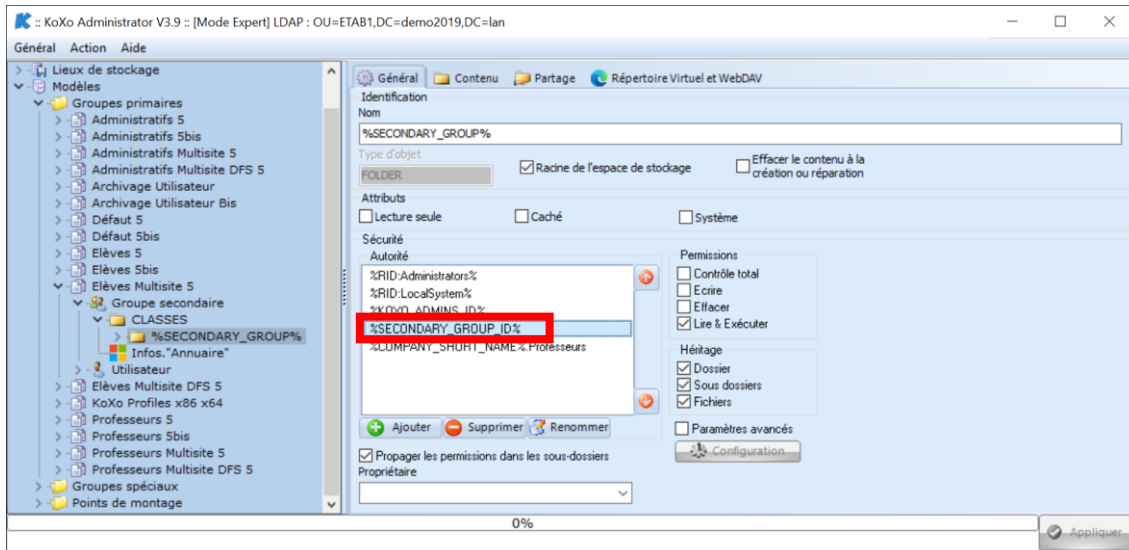 :: KoXo Administrator V3.9 :: [Mode Expert] LDAP : OU=ETAB1,DC=demo2019,DC=lan
Général Action Aide
Lieux de stockage
Modèles
Groupes primaires
Administratifs 5
Administratifs 5bis
Administratifs Multisite 5
Administratifs Multisite DFS 5
Archivage Utilisateur
Archivage Utilisateur Bis
Défaut 5
Défaut 5bis
Elèves 5
Elèves 5bis
Elèves Multisite 5
Groupe secondaire
CLASSES
%SECONDARY_GROUP%
Infos."Annuaire"
Utilisateur
Elèves Multisite DFS 5
KoXo Profiles x86 x64
Professeurs 5
Professeurs 5bis
Professeurs Multisite 5
Professeurs Multisite DFS 5
Groupes spéciaux
Points de montage
Général Contenu Partage Répertoire Virtuel et WebDAV
Identification
Nom
%SECONDARY_GROUP%
Type d'objet
FOLDER
Racine de l'espace de stockage
Effacer le contenu à la
création ou réparation
Attributs
Lecture seule Caché Système
Sécurité
Autorité
%RID:Administrators%
%RID:LocalSystem%
%KOXO_ADMINS_ID%
%SECONDARY_GROUP_ID%
%COMPANY_SHORT_NAME%.Professeurs
Ajouter Supprimer Renommer
Propager les permissions dans les sous-dossiers
Propriétaire
Permissions
Contrôle total
Ecrire
Effacer
Lire & Exécuter
Héritage
Dossier
Sous dossiers
Fichiers
Paramètres avancés
Configuration
0%
Appliquer